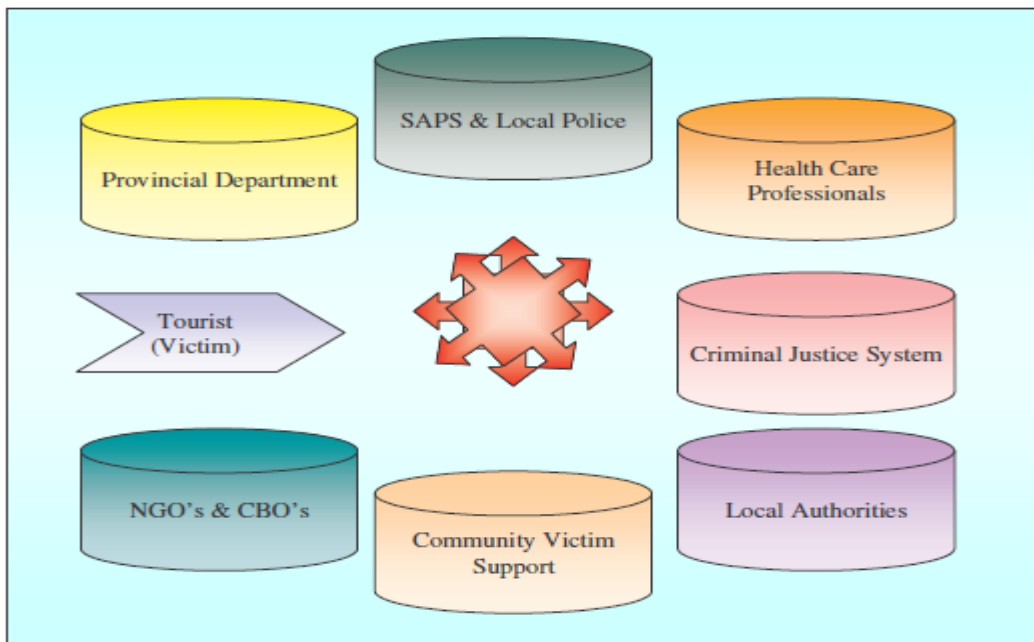 SAPS & Local Police
Provincial Department
Health Care
Professionals
Tourist
(Victim)
Criminal Justice System
NGO's & CBO's
Community Victim
Support
Local Authorities